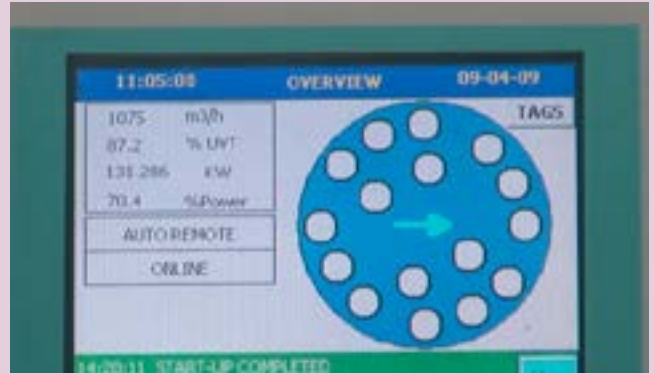 11:05:08 OVERVIEW 09-04-09
TAGS
1075 m3/h
87.2 % UVT
131.286 KW
70.4 %Power
AUTO REMOTE
ONLINE
14:20:11 START-UP COMPLETED